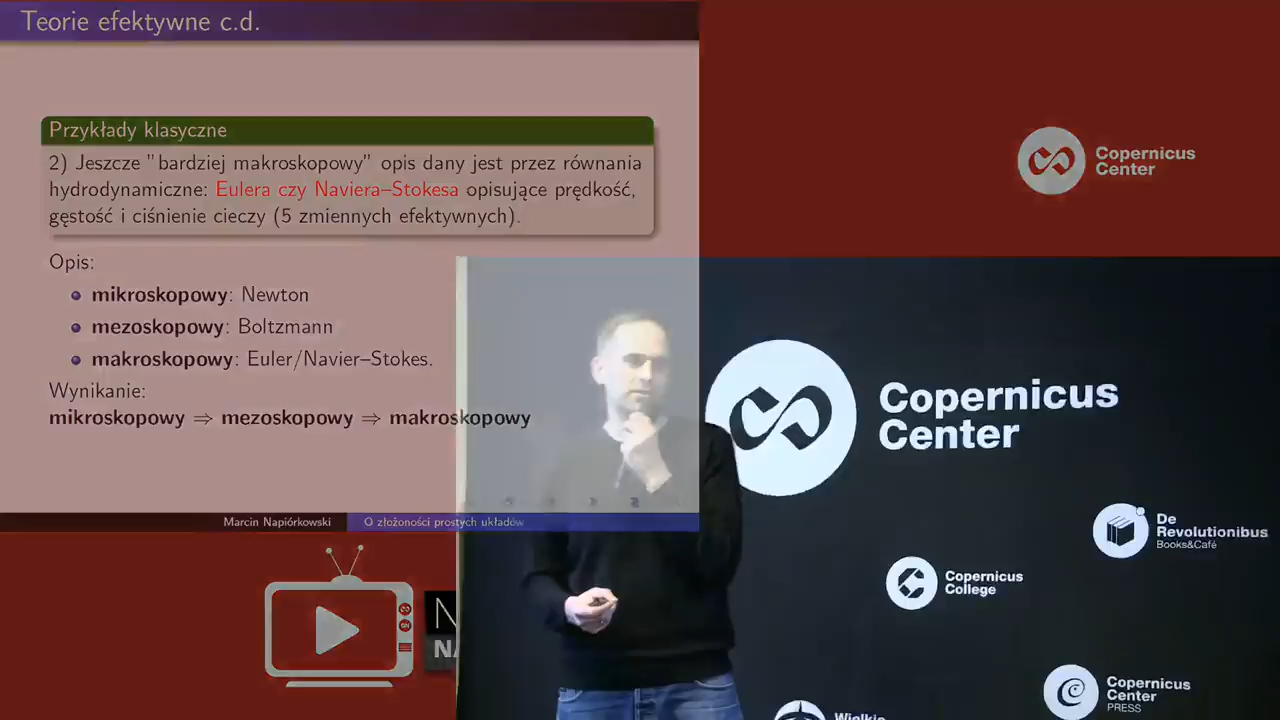 Teorie efektywne c.d.
Przykłady klasyczne
2) Jeszcze "bardziej makroskopowy" opis dany jest przez równania
hydrodynamiczne: Eulera czy Naviera–Stokesa opisujące prędkość,
gęstość i ciśnienie cieczy (5 zmiennych efektywnych).
Opis:
mikroskopowy: Newton
mezoskopowy: Boltzmann
makroskopowy: Euler/Navier–Stokes.
Wynikanie:
mikroskopowy ⇒ mezoskopowy ⇒ makroskopowy
Marcin Napiórkowski
O złożoności prostych układów
Copernicus
Center
Copernicus
Center
De
Revolutionibus
Books&Café
Copernicus
College
Copernicus
Center
PRESS